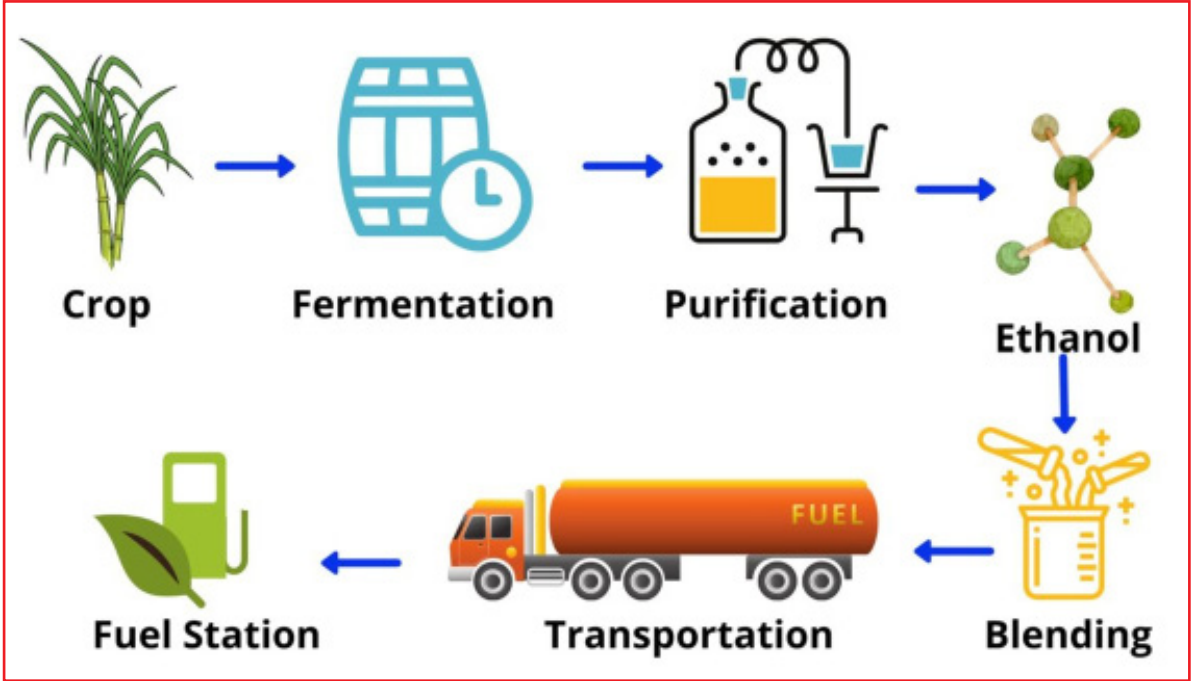 Crop
Fermentation
Purification
Ethanol
FUEL
Fuel Station
Transportation
Blending